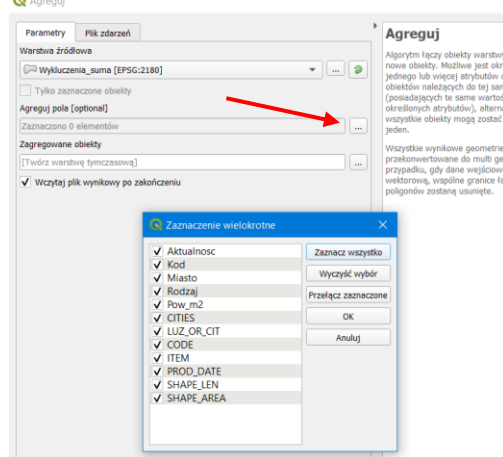 Agreguj
Parametry
Plik zdarzeń
Warstwa źródłowa
Wykluczenia_suma [EPSG:2180]
...
Tylko zaznaczone obiekty
Agreguj pola [optional]
Zaznaczono 0 elementów
...
Zagregowane obiekty
[Twórz warstwę tymczasową]
...
Wczytaj plik wynikowy po zakończeniu
Agreguj
Algorytm łączy obiekty warstwy
nowe obiekty. Możliwe jest okr
jednego lub więcej atrybutów
obiektów należących do tej sam
(posiadających te same wartoś
określonych atrybutów), alterna
wszystkie obiekty mogą zostać
jeden.
Wszystkie wynikowe geometrie
przekonwertowane do multi ge
przypadku, gdy dane wejściowe
wektorową, wspólne granice ła
poligonów zostaną usunięte.
Zaznaczenie wielokrotne
Aktualnosc
Kod
Miasto
Rodzaj
Pow_m2
CITIES
LUZ_OR_CIT
CODE
ITEM
PROD_DATE
SHAPE_LEN
SHAPE_AREA
Zaznacz wszystko
Wyczyść wybór
Przełącz zaznaczone
OK
Anuluj